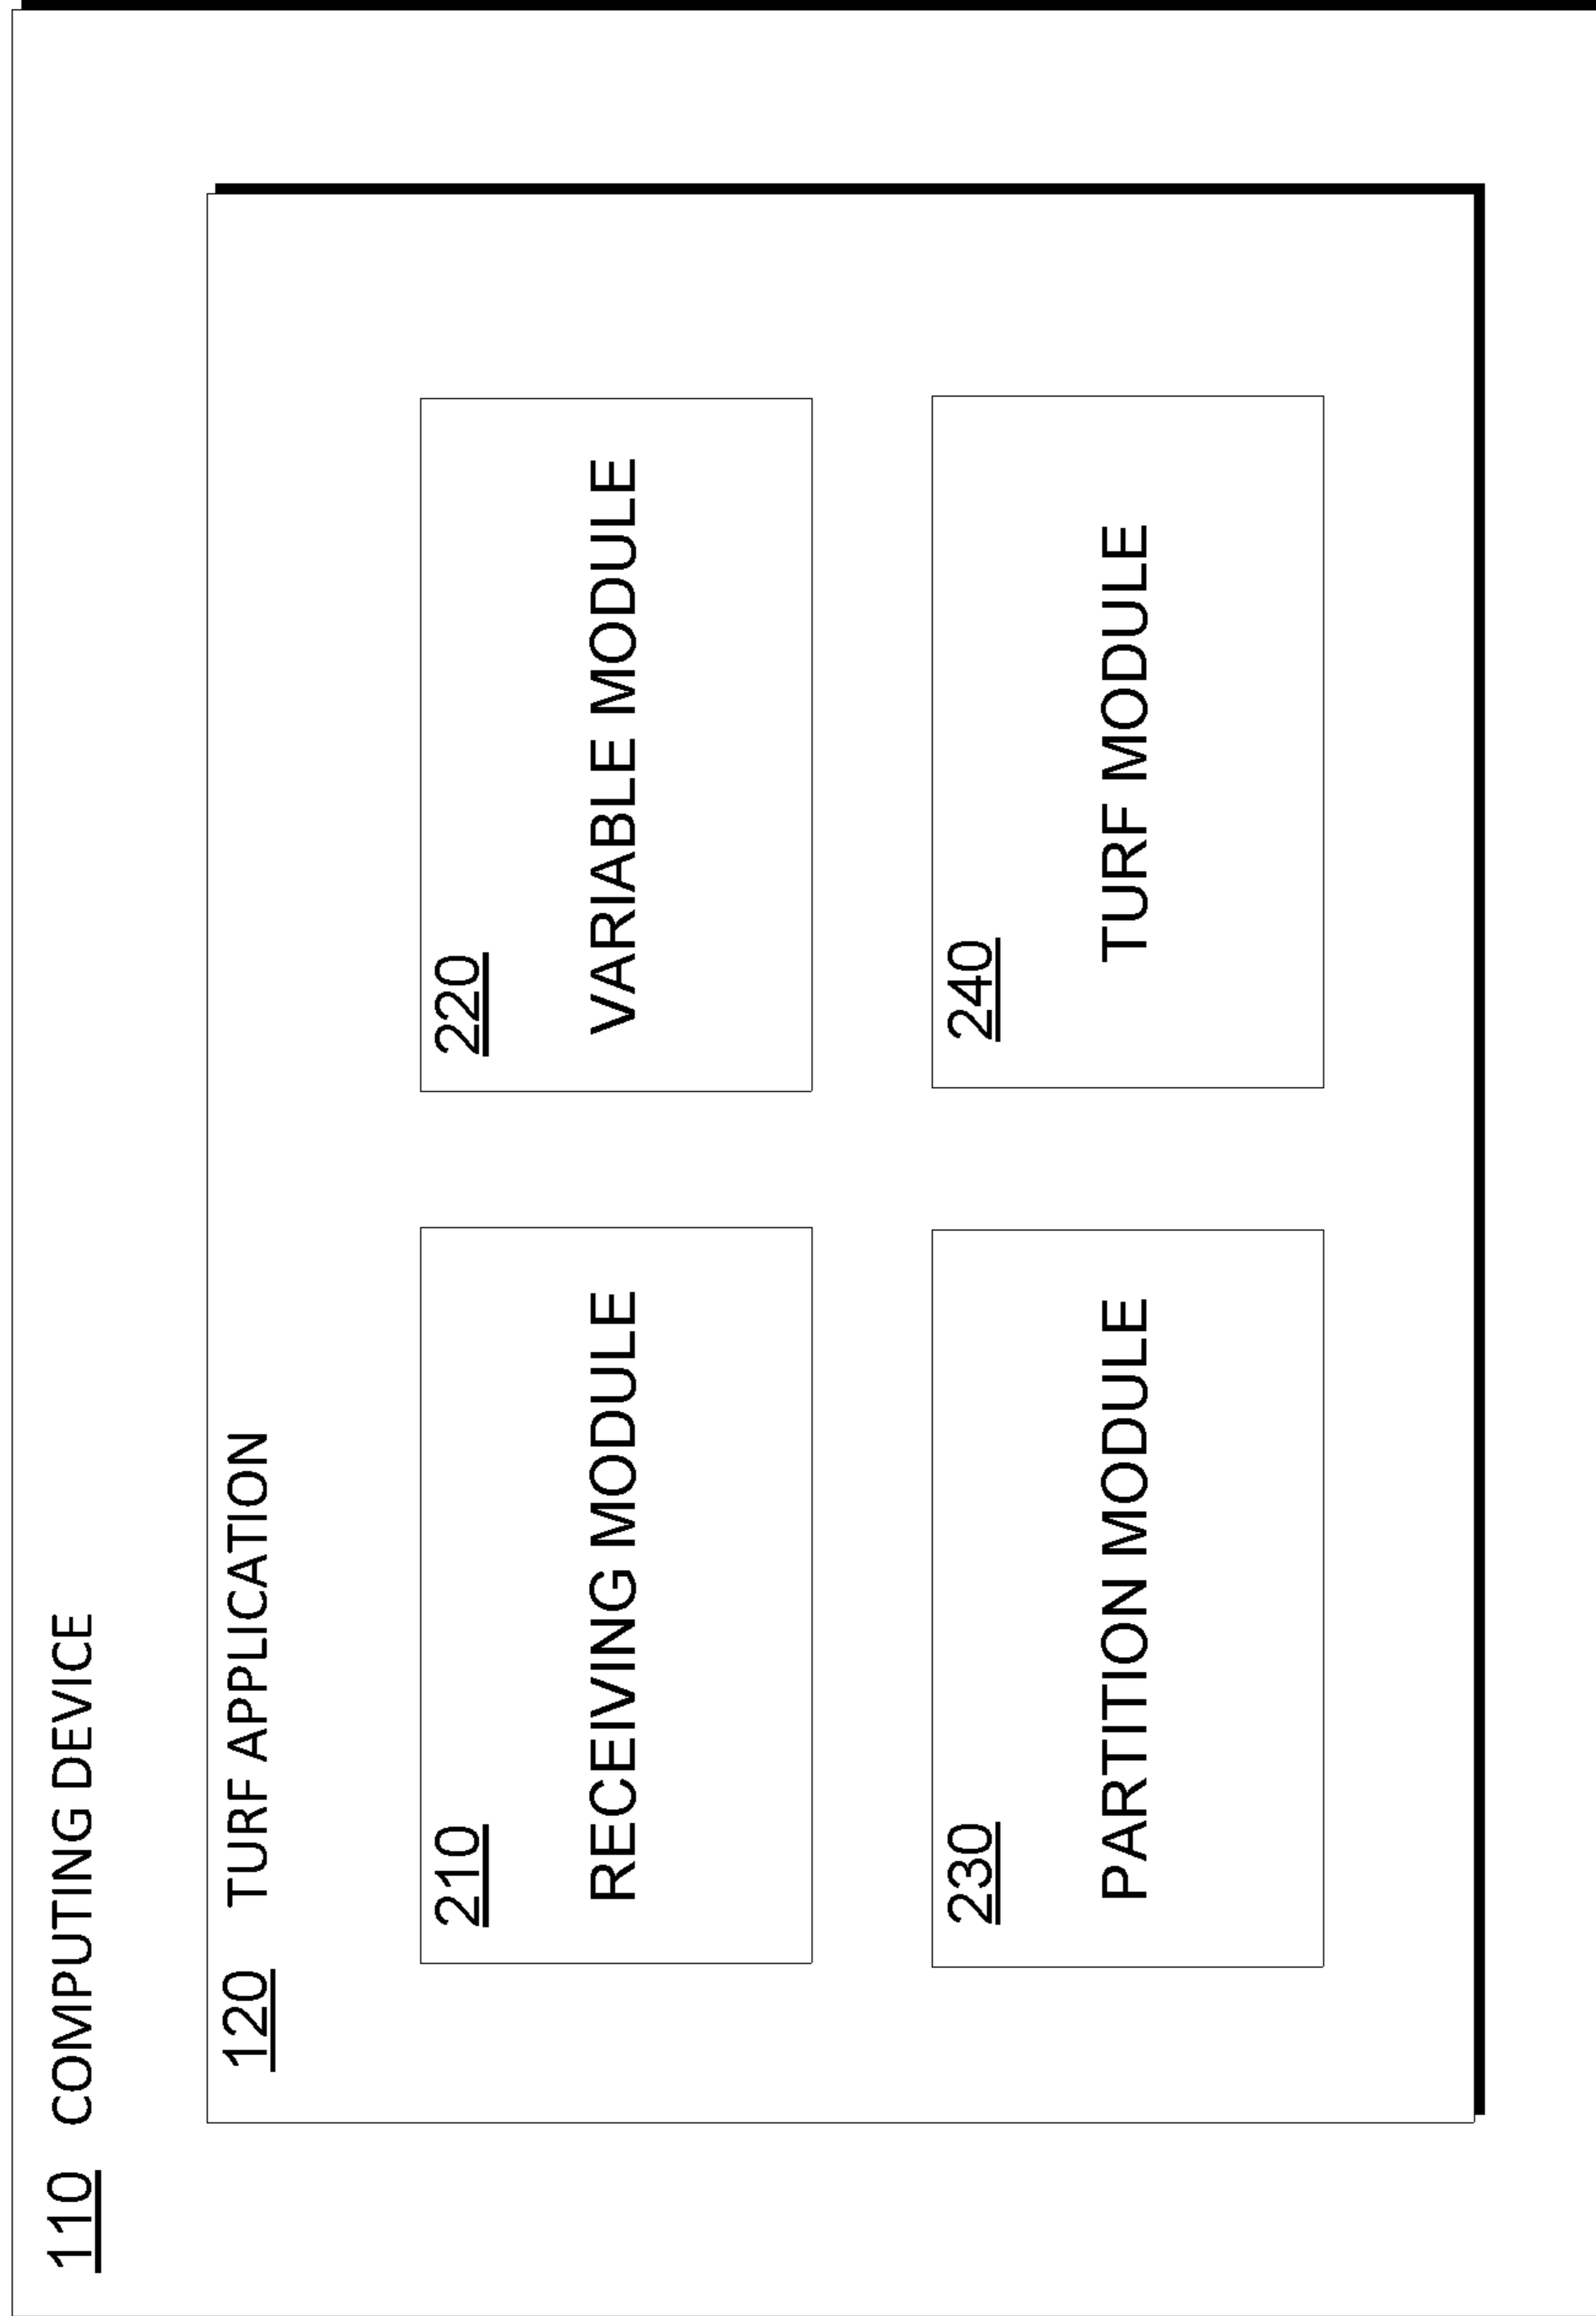 110 COMPUTING DEVICE
120 TURF APPLICATION
210
RECEIVING MODULE
220
VARIABLE MODULE
230
PARTITION MODULE
240
TURF MODULE